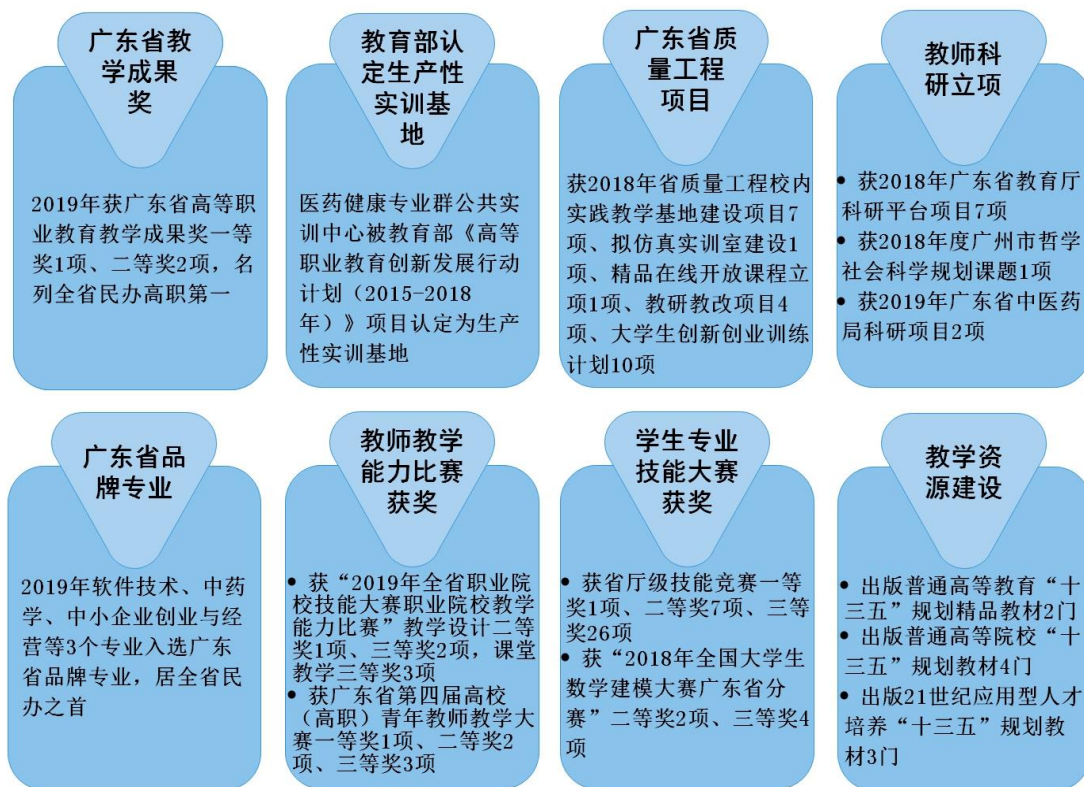 广东省教
学成果
奖
2019年获广东省高等职
业教育教学成果奖一等
奖1项、二等奖2项，名
列全省民办高职第一
教育部认
定生产性
实训基
地
医药健康专业群公共实
训中心被教育部《高等
职业教育创新发展行动
计划（2015-2018
年）》项目认定为生产
性实训基地
广东省质
量工程
项目
获2018年省质量工程校内
实践教学基地建设项目7
项、拟仿真实训室建设1
项、精品在线开放课程立
项1项、教研教改项目4
项、大学生创新创业训练
计划10项
教师科
研立项
• 获2018年广东省教育厅
科研平台项目7项
• 获2018年度广州市哲学
社会科学规划课题1项
• 获2019年广东省中医药
局科研项目2项
广东省品
牌专业
2019年软件技术、中药
学、中小企业创业与经
营等3个专业入选广东
省品牌专业，居全省民
办之首
教师教学
能力比赛
获奖
• 获“2019年全省职业院
校技能大赛职业院校教学
能力比赛”教学设计二等
奖1项、三等奖2项，课堂
教学三等奖3项
• 获广东省第四届高校
（高职）青年教师教学大
赛一等奖1项、二等奖2
项、三等奖3项
学生专业
技能大赛
获奖
• 获省厅级技能竞赛一等
奖1项、二等奖7项、三等
奖26项
• 获“2018年全国大学生
数学建模大赛广东省分
赛”二等奖2项、三等奖4
项
教学资
源建设
• 出版普通高等教育“十
三五”规划精品教材2门
• 出版普通高等院校“十
三五”规划教材4门
• 出版21世纪应用型人才
培养“十三五”规划教
材3门